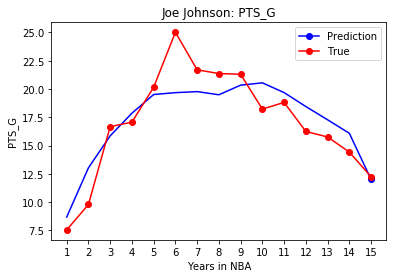 Joe Johnson: PTS_G
Prediction
True
25.0
22.5
20.0
17.5
15.0
12.5
10.0
7.5
PTS_G
1 2 3 4 5 6 7 8 9 10 11 12 13 14 15
Years in NBA